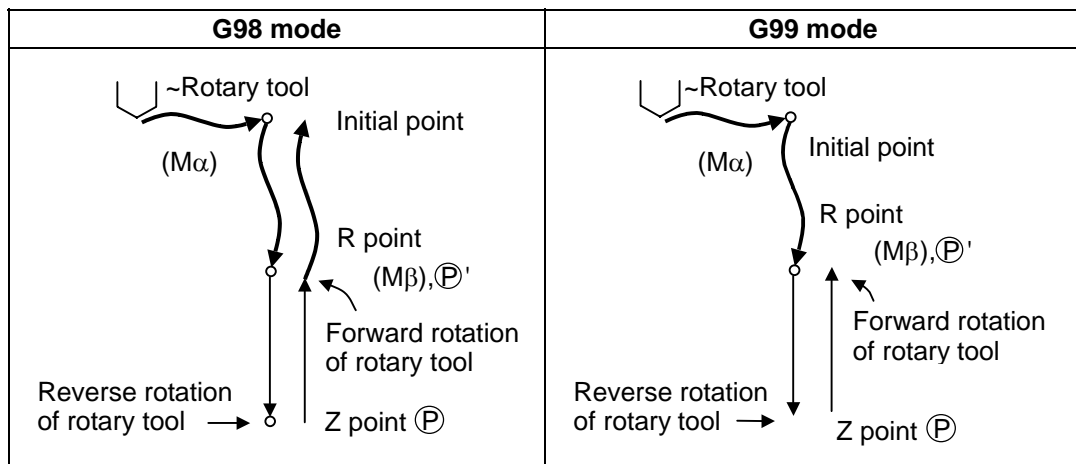 G98 mode
G99 mode
~Rotary tool
Initial point
(Mα)
R point
(Mβ),Ⓟ'
Forward rotation
of rotary tool
Reverse rotation
of rotary tool
Z point Ⓟ
~Rotary tool
Initial point
(Mα)
R point
(Mβ),Ⓟ'
Forward rotation
of rotary tool
Reverse rotation
of rotary tool
Z point Ⓟ